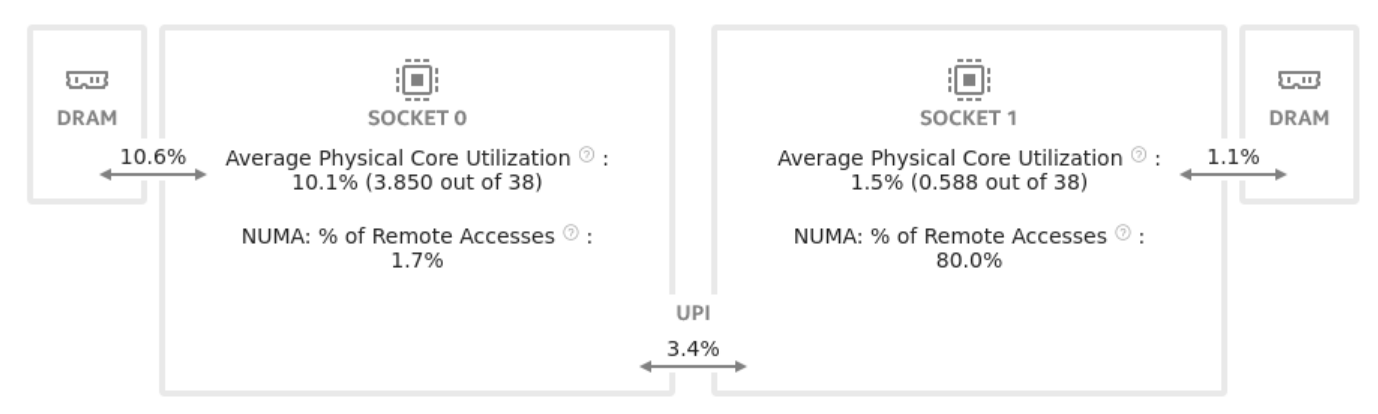 DRAM
10.6%
SOCKET 0
Average Physical Core Utilization ? :
10.1% (3.850 out of 38)
NUMA: % of Remote Accesses ? :
1.7%
UPI
3.4%
SOCKET 1
Average Physical Core Utilization ? :
1.5% (0.588 out of 38)
NUMA: % of Remote Accesses ? :
80.0%
DRAM
1.1%